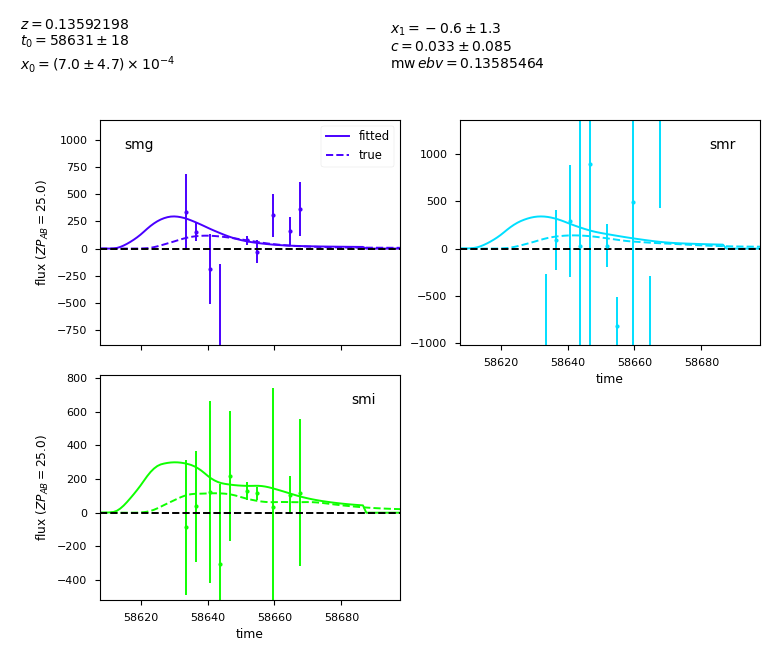 z = 0.13592198
t₀ = 58631 ± 18
x₀ = (7.0 ± 4.7) × 10⁻⁴
x₁ = −0.6 ± 1.3
c = 0.033 ± 0.085
mw ebv = 0.13585464
smg
fitted
true
1000
750
500
250
0
−250
−500
−750
flux (ZP_AB = 25.0)
smr
1000
500
0
−500
−1000
58620 58640 58660 58680
time
smi
800
600
400
200
0
−200
−400
flux (ZP_AB = 25.0)
58620 58640 58660 58680
time